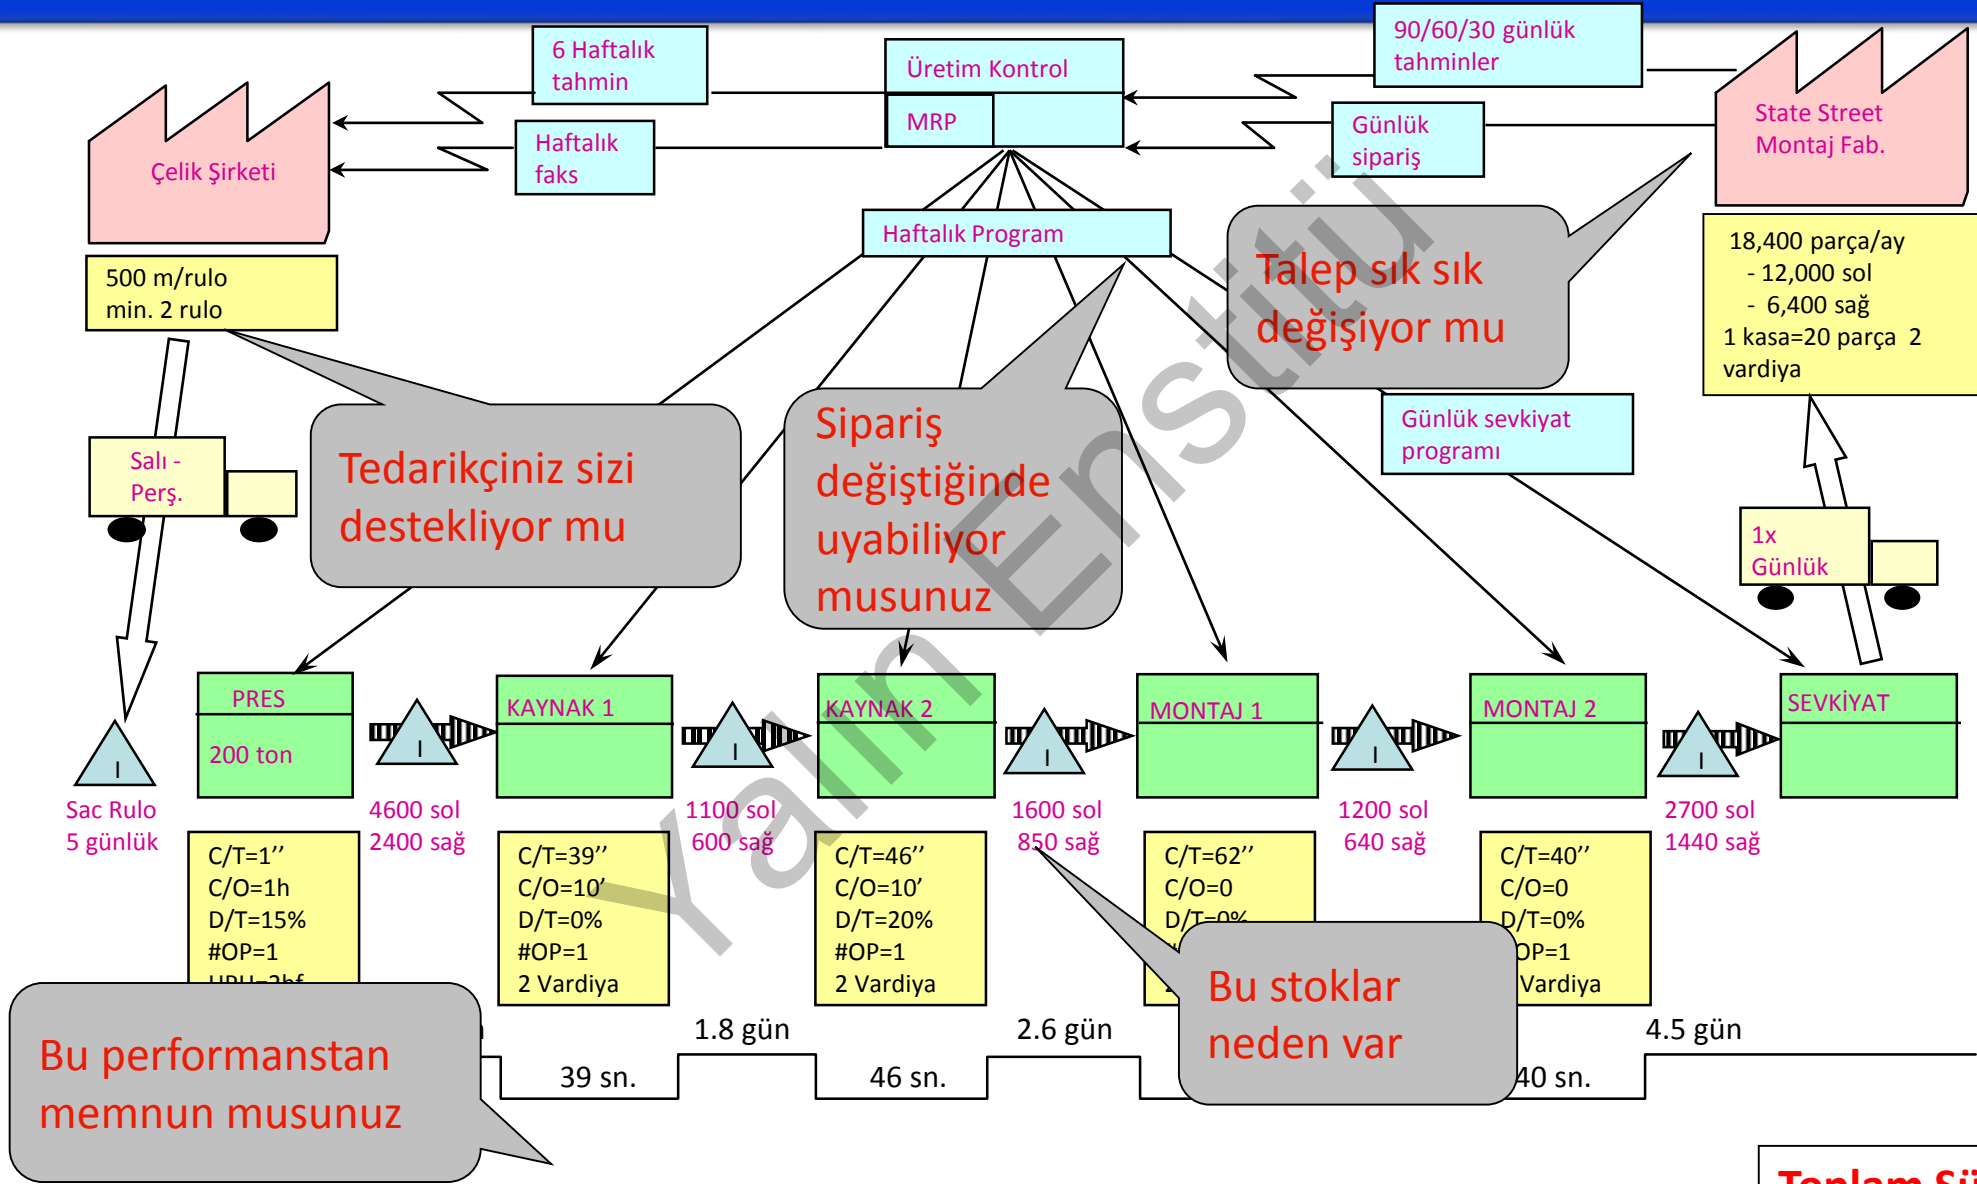 6 Haftalık
tahmin
Üretim Kontrol
MRP
90/60/30 günlük
tahminler
Haftalık
faks
Günlük
sipariş
State Street
Montaj Fab.
Çelik Şirketi
Haftalık Program
500 m/rulo
min. 2 rulo
Talep sık sık
değişiyor mu
18,400 parça/ay
- 12,000 sol
- 6,400 sağ
1 kasa=20 parça 2
vardiya
Salı -
Perş.
Tedarikçiniz sizi
destekliyor mu
Sipariş
değiştiğinde
uyabiliyor
musunuz
Günlük sevkiyat
programı
1x
Günlük
PRES
200 ton
KAYNAK 1
KAYNAK 2
MONTAJ 1
MONTAJ 2
SEVKİYAT
I
I
I
I
I
I
Sac Rulo
5 günlük
4600 sol
2400 sağ
1100 sol
600 sağ
1600 sol
850 sağ
1200 sol
640 sağ
2700 sol
1440 sağ
C/T=1’’
C/O=1h
D/T=15%
#OP=1
C/T=39’’
C/O=10’
D/T=0%
#OP=1
2 Vardiya
C/T=46’’
C/O=10’
D/T=20%
#OP=1
2 Vardiya
C/T=62’’
C/O=0
D/T=0%
C/T=40’’
C/O=0
D/T=0%
OP=1
Vardiya
Bu performanstan
memnun musunuz
Bu stoklar
neden var
1.8 gün
2.6 gün
4.5 gün
39 sn.
46 sn.
40 sn.
Toplam
Yalın Enstitü